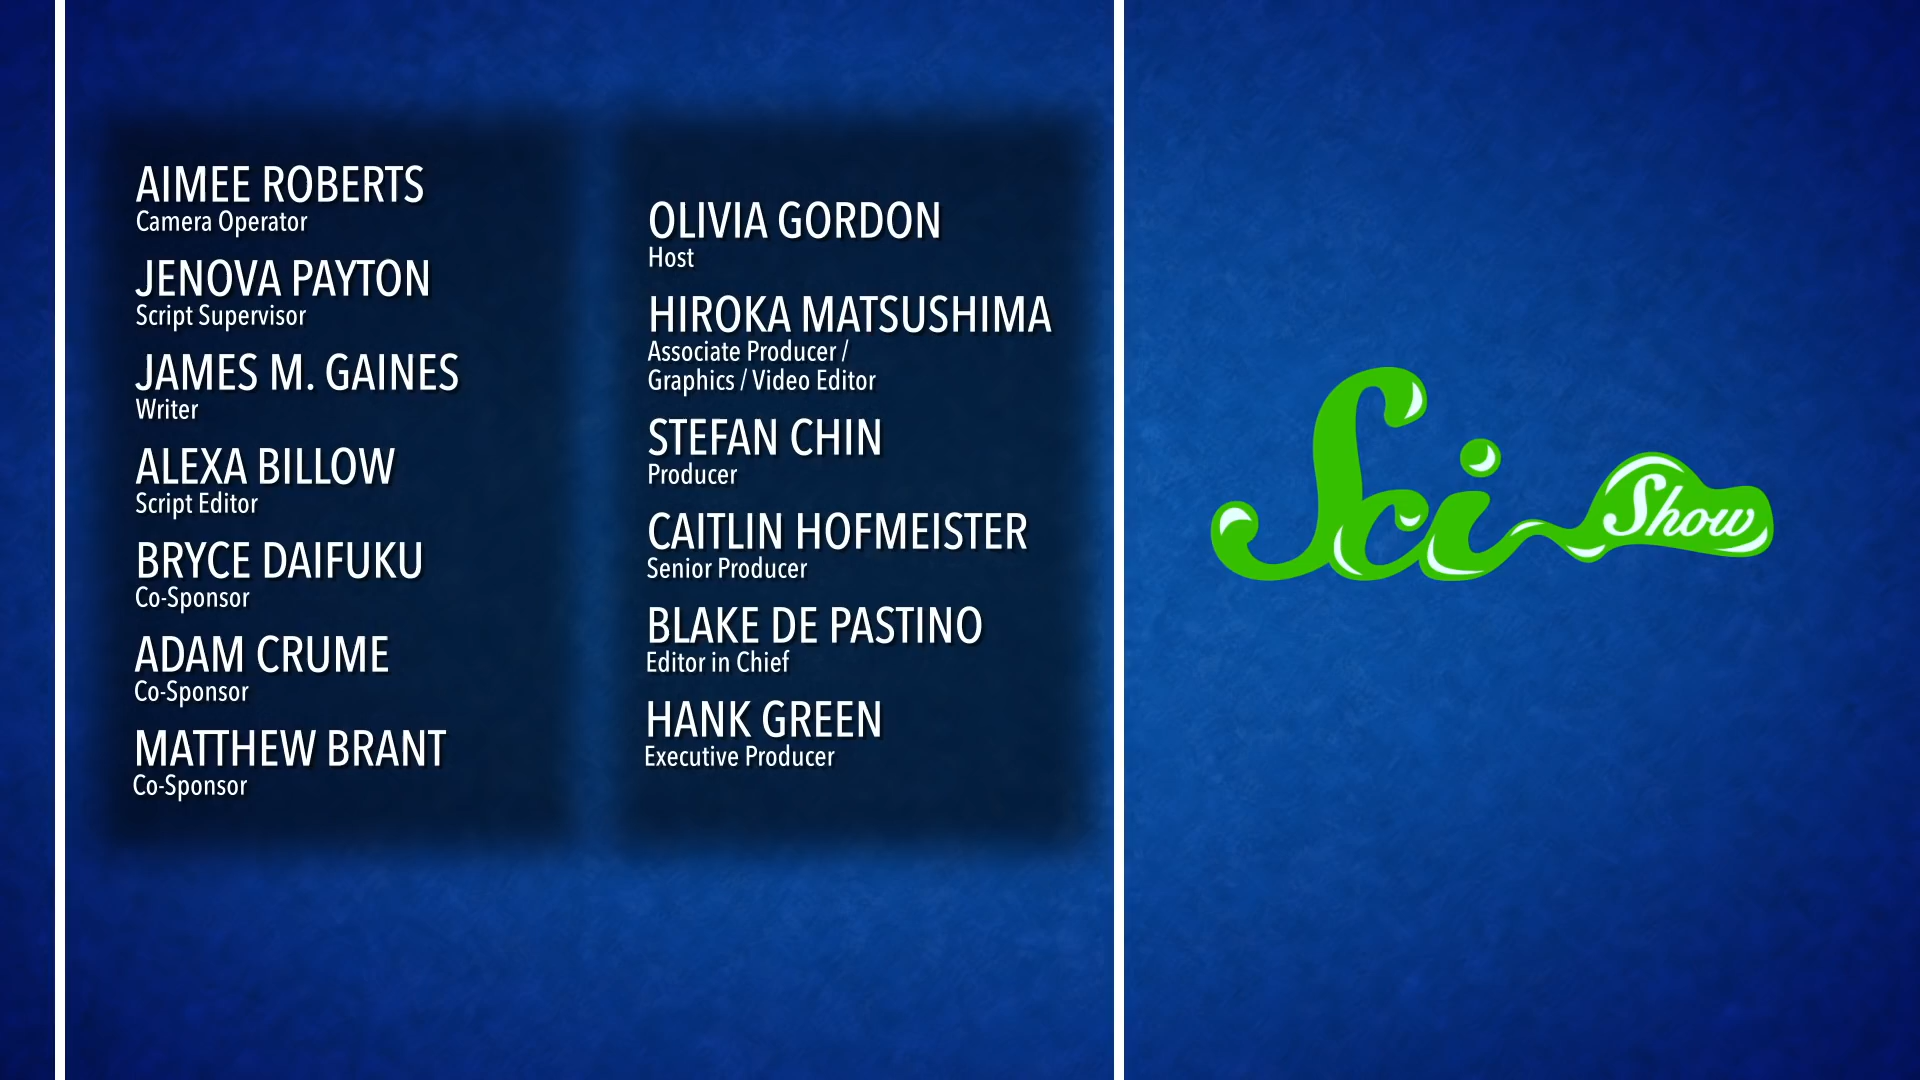 AIMEE ROBERTS
Camera Operator
JENOVA PAYTON
Script Supervisor
JAMES M. GAINES
Writer
ALEXA BILLOW
Script Editor
BRYCE DAIFUKU
Co-Sponsor
ADAM CRUME
Co-Sponsor
MATTHEW BRANT
Co-Sponsor
OLIVIA GORDON
Host
HIROKA MATSUSHIMA
Associate Producer /
Graphics / Video Editor
STEFAN CHIN
Producer
CAITLIN HOFMEISTER
Senior Producer
BLAKE DE PASTINO
Editor in Chief
HANK GREEN
Executive Producer
Sci Show